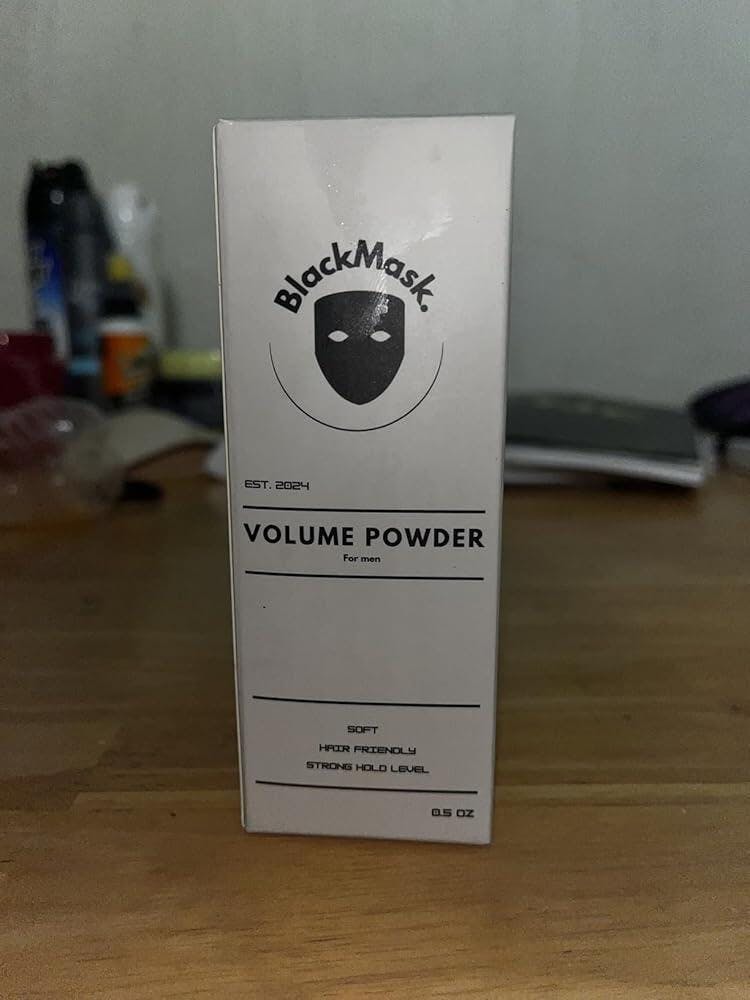 BlackMask.
EST. 2024
VOLUME POWDER
For men
SOFT
HAIR FRIENDLY
STRONG HOLD LEVEL
0.5 OZ